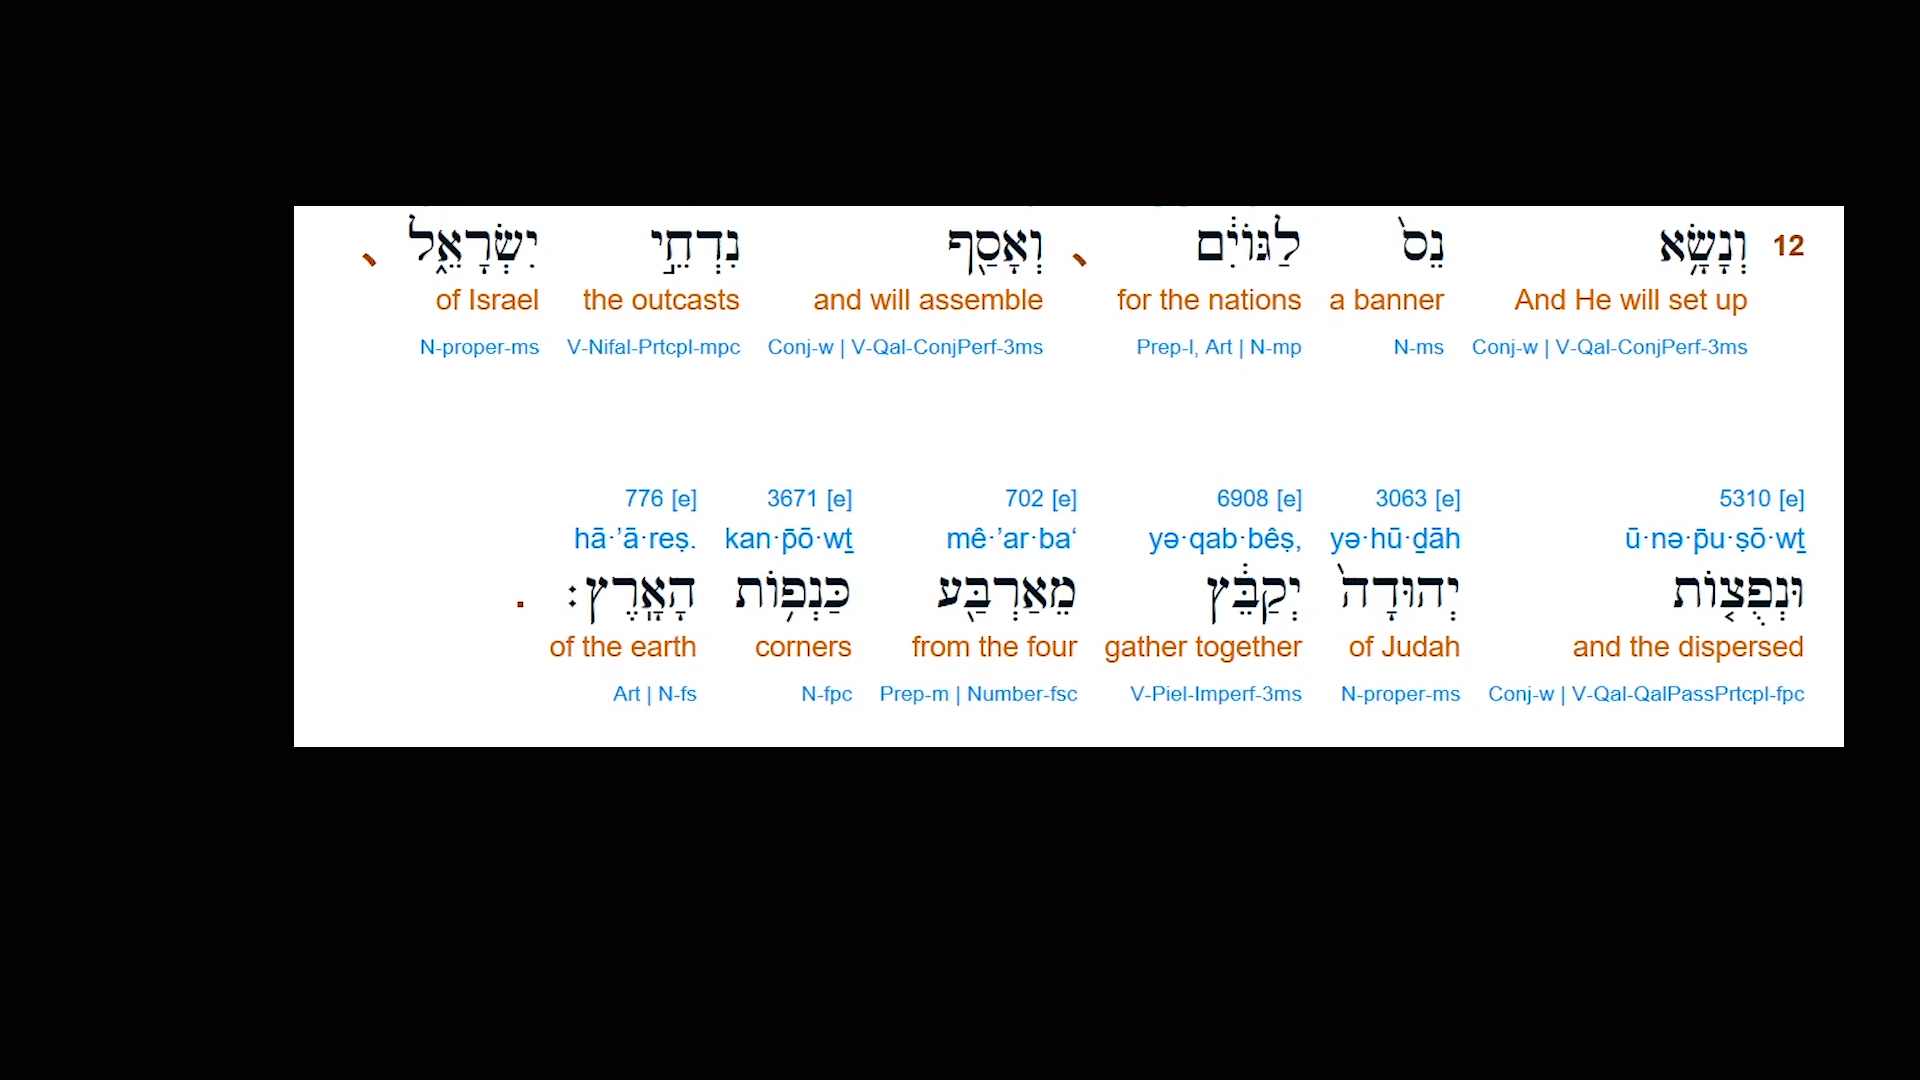 12 וְנָשָׂ֥א נֵס֙ לַגּוֹיִ֔ם ، וְאָסַ֖ף נִדְחֵ֣י יִשְׂרָאֵ֑ל ،
And He will set up a banner for the nations and will assemble the outcasts of Israel
Conj-w | V-Qal-ConjPerf-3ms N-ms Prep-l, Art | N-mp Conj-w | V-Qal-ConjPerf-3ms V-Nifal-Prtcpl-mpc N-proper-ms
5310 [e] 3063 [e] 6908 [e] 702 [e] 3671 [e] 776 [e]
ū·nə·p̄u·ṣō·wṯ yə·hū·ḏāh yə·qab·bêṣ, mê·’ar·ba‘ kan·p̄ō·wṯ hā·’ā·reṣ.
וּנְפֻצ֤וֹת יְהוּדָה֙ יְקַבֵּ֔ץ מֵאַרְבַּ֖ע כַּנְפ֥וֹת הָאָֽרֶץ׃ .
and the dispersed of Judah gather together from the four corners of the earth
Conj-w | V-Qal-QalPassPrtcpl-fpc N-proper-ms V-Piel-Imperf-3ms Prep-m | Number-fsc N-fpc Art | N-fs